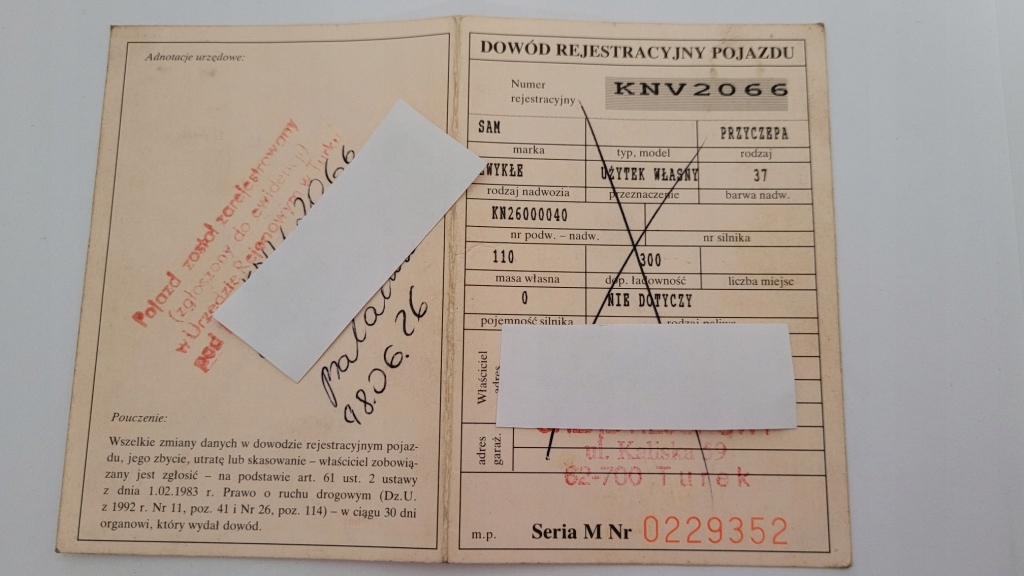 Adnotacje urzędowe:
Pojazd został zarejestrowany
(zgłoszony do ewidencji)
w Urzędzie Rejonowym w Turku
pod
2066
98.06.26
Pouczenie:
Wszelkie zmiany danych w dowodzie rejestracyjnym pojaz-
du, jego zbycie, utratę lub skasowanie – właściciel zobowią-
zany jest zgłosić – na podstawie art. 61 ust. 2 ustawy
z dnia 1.02.1983 r. Prawo o ruchu drogowym (Dz.U.
z 1992 r. Nr 11, poz. 41 i Nr 26, poz. 114) – w ciągu 30 dni
organowi, który wydał dowód.
DOWÓD REJESTRACYJNY POJAZDU
Numer
rejestracyjny
KNV2066
SAM PRZYCZEPA
marka typ, model rodzaj
WYKŁE UŻYTEK WŁASNY 37
rodzaj nadwozia przeznaczenie barwa nadw.
KN26000040
nr podw. – nadw. nr silnika
110 300
masa własna dop. ładowność liczba miejsc
0 NIE DOTYCZY
pojemność silnika rodzaj paliwa
Właściciel
adres
adres
garaż.
ul. Kaliska 59
62-700 Turek
m.p. Seria M Nr 0229352